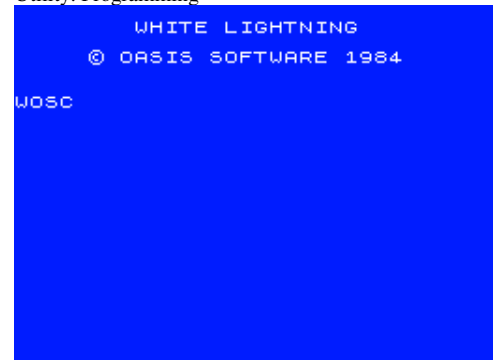 Utility: Programming
WHITE LIGHTNING
© OASIS SOFTWARE 1984
WOSC